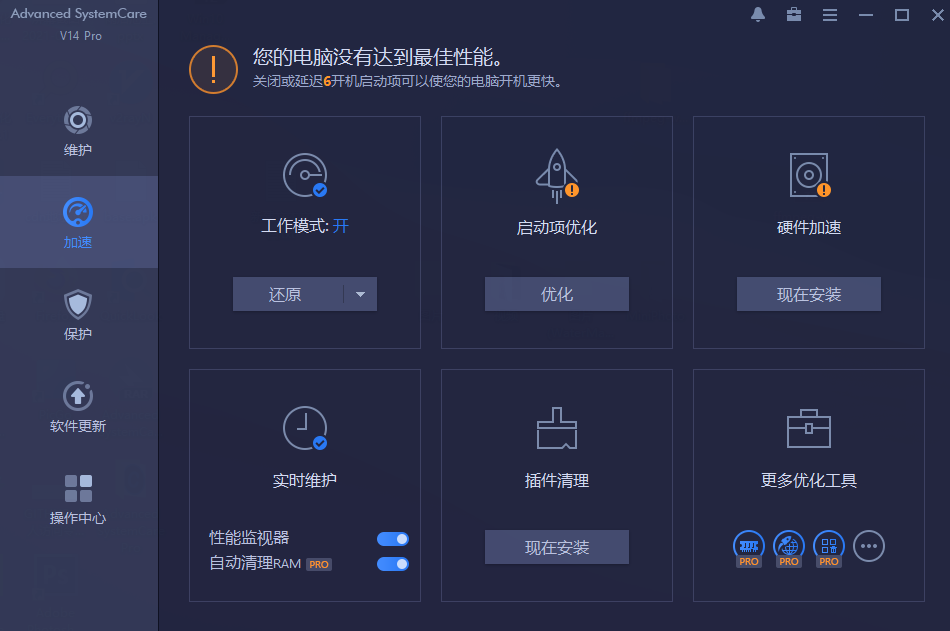 Advanced SystemCare
V14 Pro
维护
加速
保护
软件更新
操作中心
您的电脑没有达到最佳性能。
关闭或延迟6开机启动项可以使您的电脑开机更快。
工作模式: 开
还原
启动项优化
优化
硬件加速
现在安装
实时维护
性能监视器
自动清理RAM PRO
插件清理
现在安装
更多优化工具
PRO PRO PRO